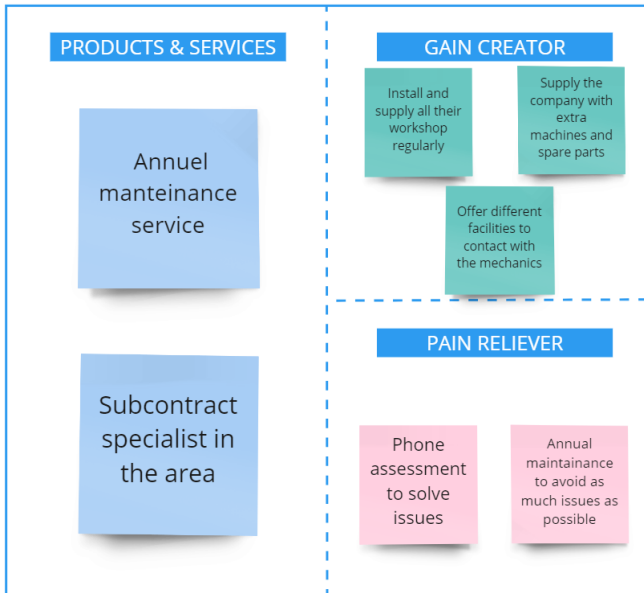 PRODUCTS & SERVICES
Annuel
manteinance
service
Subcontract
specialist in
the area
GAIN CREATOR
Install and
supply all their
workshop
regularly
Supply the
company with
extra
machines and
spare parts
Offer different
facilities to
contact with
the mechanics
PAIN RELIEVER
Phone
assessment
to solve
issues
Annual
maintainance
to avoid as
much issues as
possible